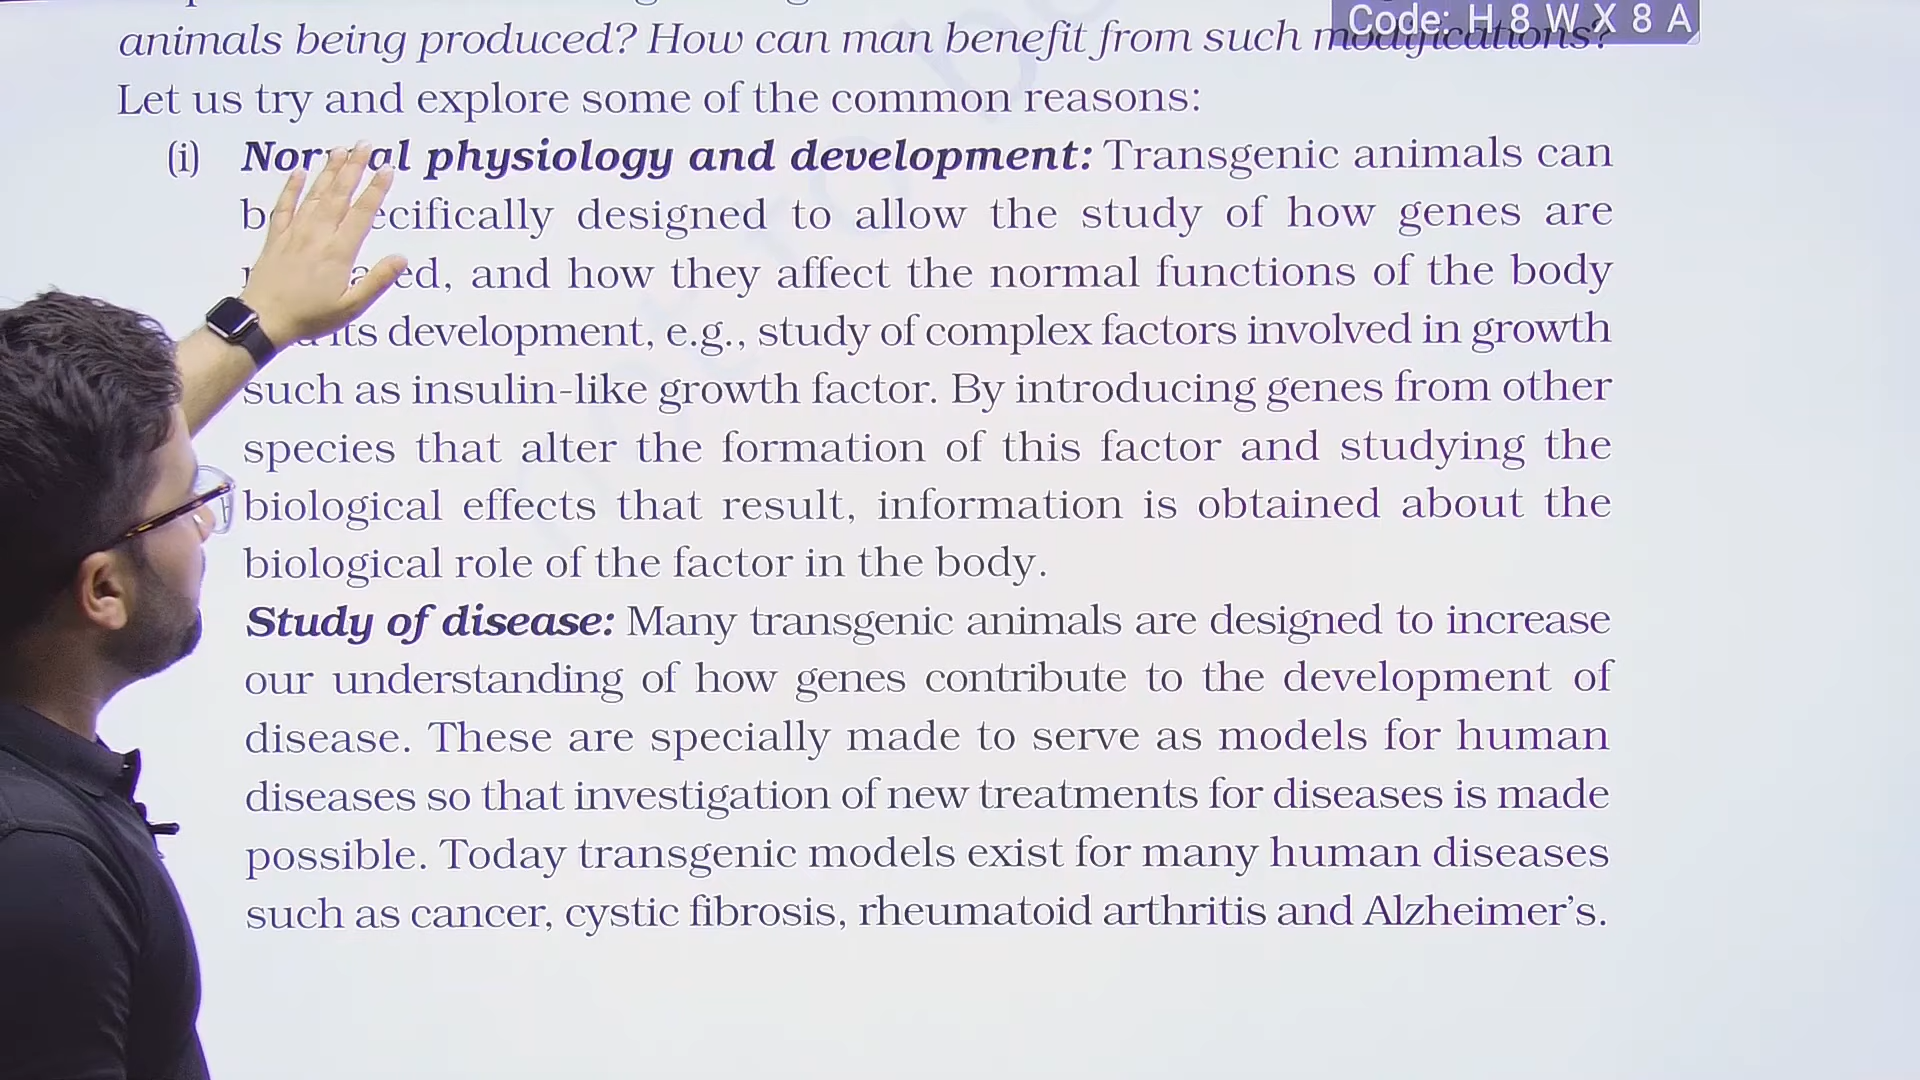 animals being produced? How can man benefit from such modifications?
Code: H 8 W X 8 A
Let us try and explore some of the common reasons:
(i) Normal physiology and development: Transgenic animals can
ecifically designed to allow the study of how genes are
ed, and how they affect the normal functions of the body
its development, e.g., study of complex factors involved in growth
such as insulin-like growth factor. By introducing genes from other
species that alter the formation of this factor and studying the
biological effects that result, information is obtained about the
biological role of the factor in the body.
Study of disease: Many transgenic animals are designed to increase
our understanding of how genes contribute to the development of
disease. These are specially made to serve as models for human
diseases so that investigation of new treatments for diseases is made
possible. Today transgenic models exist for many human diseases
such as cancer, cystic fibrosis, rheumatoid arthritis and Alzheimer's.